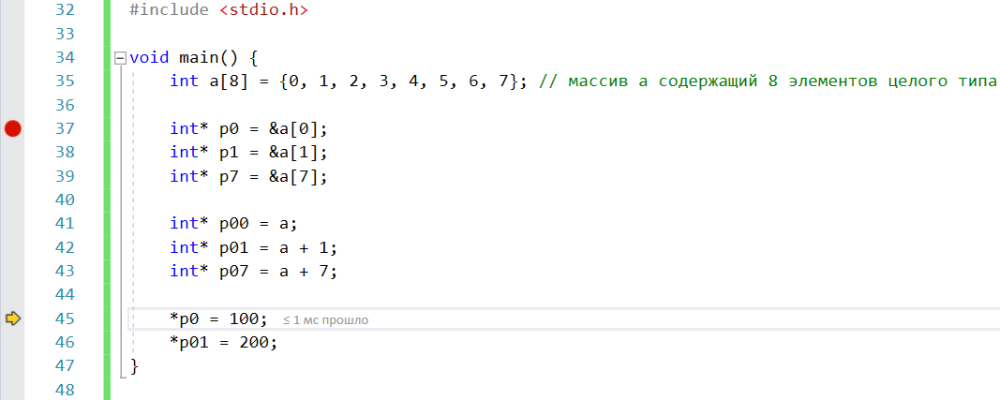 32 #include <stdio.h>
33
34 void main() {
35 int a[8] = {0, 1, 2, 3, 4, 5, 6, 7}; // массив a содержащий 8 элементов целого типа
36
37 int* p0 = &a[0];
38 int* p1 = &a[1];
39 int* p7 = &a[7];
40
41 int* p00 = a;
42 int* p01 = a + 1;
43 int* p07 = a + 7;
44
45 *p0 = 100; ≤ 1 мс прошло
46 *p01 = 200;
47 }
48